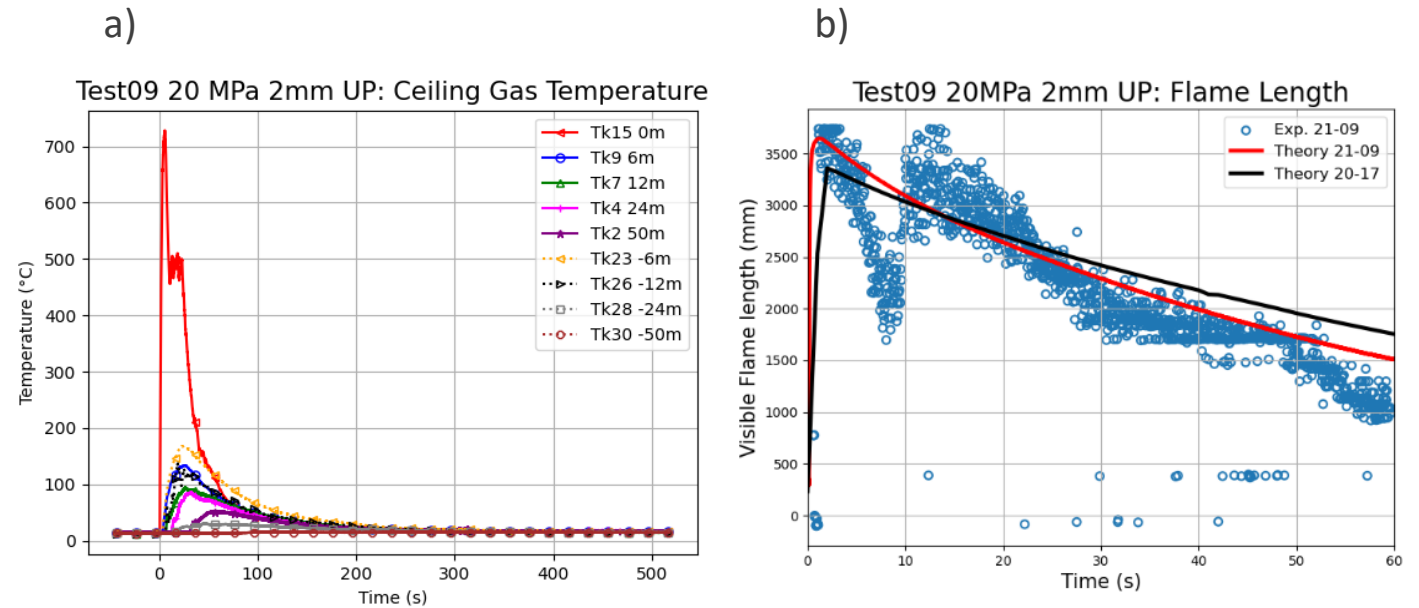 a)
Test09 20 MPa 2mm UP: Ceiling Gas Temperature
Temperature (°C)
700
600
500
400
300
200
100
0
0
100
200
300
400
500
Time (s)
Tk15 0m
Tk9 6m
Tk7 12m
Tk4 24m
Tk2 50m
Tk23 -6m
Tk26 -12m
Tk28 -24m
Tk30 -50m
b)
Test09 20MPa 2mm UP: Flame Length
Visible Flame length (mm)
3500
3000
2500
2000
1500
1000
500
0
0
10
20
30
40
50
60
Time (s)
Exp. 21-09
Theory 21-09
Theory 20-17